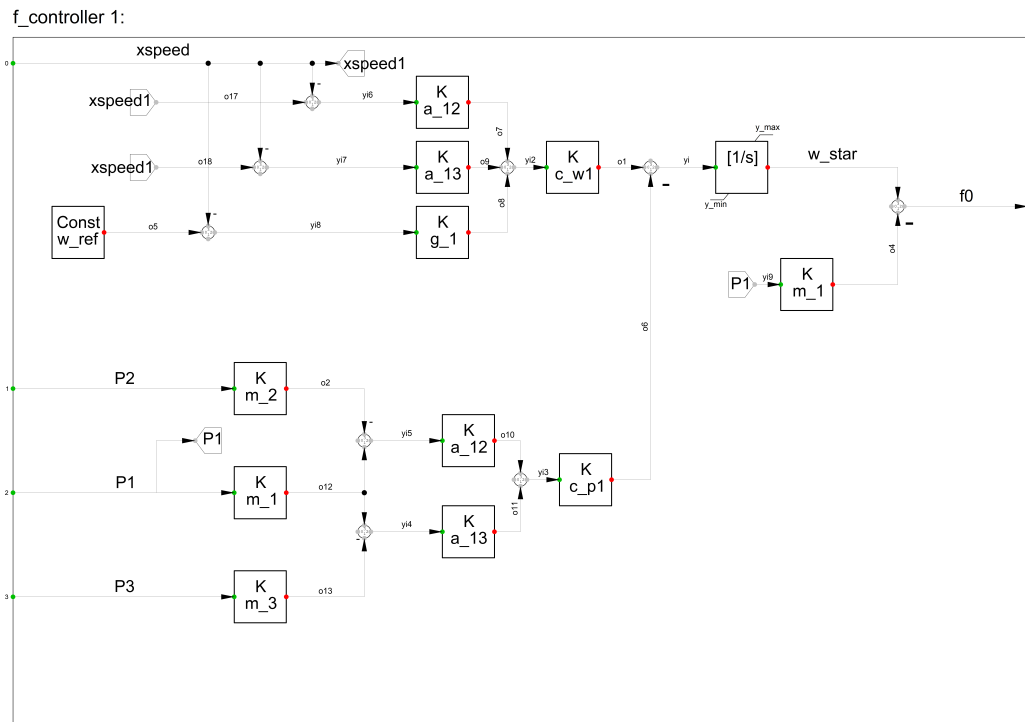 f_controller 1:
xspeed
0
-
xspeed1
xspeed1
o17
yi6
K
a_12
o7
y_max
xspeed1
o18
-
yi7
K
a_13
o9
yi2
K
c_w1
o1
-
yi
[1/s]
y_min
w_star
f0
-
Const
w_ref
o5
-
yi8
K
g_1
o8
P1
yi9
K
m_1
o4
o6
1
P2
K
m_2
o2
-
yi5
K
a_12
o10
P1
2
P1
K
m_1
o12
yi3
K
c_p1
-
yi4
K
a_13
o11
3
P3
K
m_3
o13